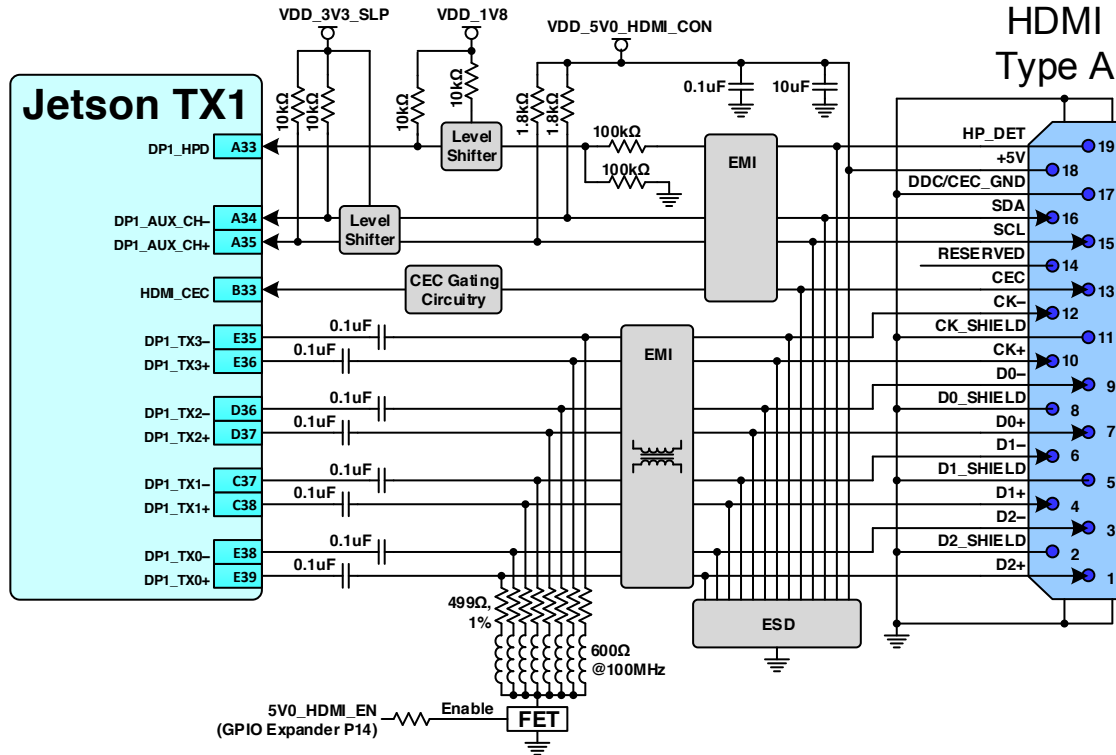 VDD_3V3_SLP
VDD_1V8
VDD_5V0_HDMI_CON
HDMI
Type A
Jetson TX1
10kΩ
10kΩ
10kΩ
10kΩ
1.8kΩ
1.8kΩ
0.1uF
10uF
Level
Shifter
100kΩ
100kΩ
EMI
DP1_HPD
A33
HP_DET
19
+5V
18
DDC/CEC_GND
17
DP1_AUX_CH–
A34
Level
Shifter
SDA
16
DP1_AUX_CH+
A35
SCL
15
RESERVED
14
HDMI_CEC
B33
CEC Gating
Circuitry
CEC
13
CK–
12
DP1_TX3–
E35
0.1uF
CK_SHIELD
11
DP1_TX3+
E36
0.1uF
EMI
CK+
10
D0–
9
DP1_TX2–
D36
0.1uF
D0_SHIELD
8
DP1_TX2+
D37
0.1uF
D0+
7
D1–
6
DP1_TX1–
C37
0.1uF
D1_SHIELD
5
DP1_TX1+
C38
0.1uF
D1+
4
D2–
3
DP1_TX0–
E38
0.1uF
D2_SHIELD
2
DP1_TX0+
E39
0.1uF
D2+
1
499Ω,
1%
ESD
600Ω
@100MHz
5V0_HDMI_EN
(GPIO Expander P14)
Enable
FET